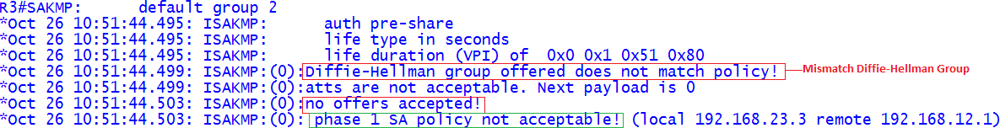 R3#SAKMP:      default group 2
*Oct 26 10:51:44.495: ISAKMP:      auth pre-share
*Oct 26 10:51:44.495: ISAKMP:      life type in seconds
*Oct 26 10:51:44.495: ISAKMP:      life duration (VPI) of  0x0 0x1 0x51 0x80
*Oct 26 10:51:44.499: ISAKMP:(0):Diffie-Hellman group offered does not match policy! Mismatch Diffie-Hellman Group
*Oct 26 10:51:44.499: ISAKMP:(0):atts are not acceptable. Next payload is 0
*Oct 26 10:51:44.503: ISAKMP:(0):no offers accepted!
*Oct 26 10:51:44.503: ISAKMP:(0): phase 1 SA policy not acceptable! (local 192.168.23.3 remote 192.168.12.1)